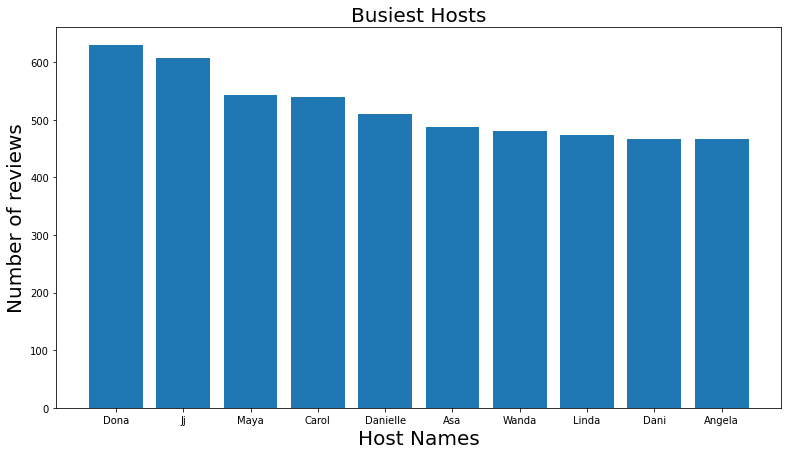 Busiest Hosts
Number of reviews
600
500
400
300
200
100
0
Dona Jj Maya Carol Danielle Asa Wanda Linda Dani Angela
Host Names